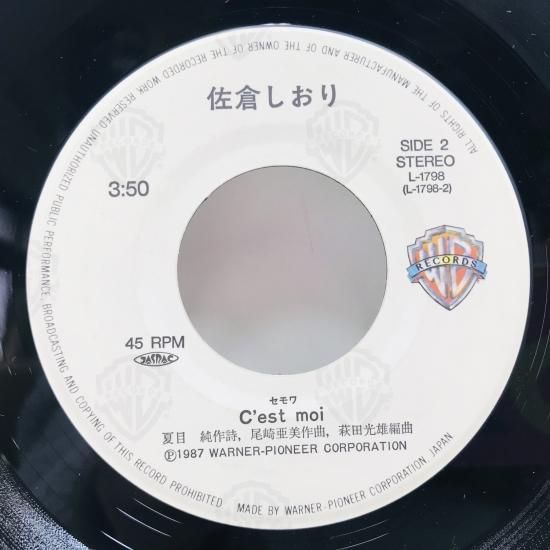 ALL RIGHTS OF THE MANUFACTURER AND OF THE OWNER OF THE RECORDED WORK RESERVED UNAUTHORIZED PUBLIC PERFORMANCE, BROADCASTING AND COPYING OF THIS RECORD PROHIBITED
佐倉しおり
SIDE 2
STEREO
L-1798
(L-1798-2)
3:50
RECORDS
45 RPM
JASRAC
セモワ
C'est moi
夏目 純作詩, 尾崎亜美作曲, 萩田光雄編曲
Ⓟ1987 WARNER-PIONEER CORPORATION
MADE BY WARNER-PIONEER CORPORATION, JAPAN